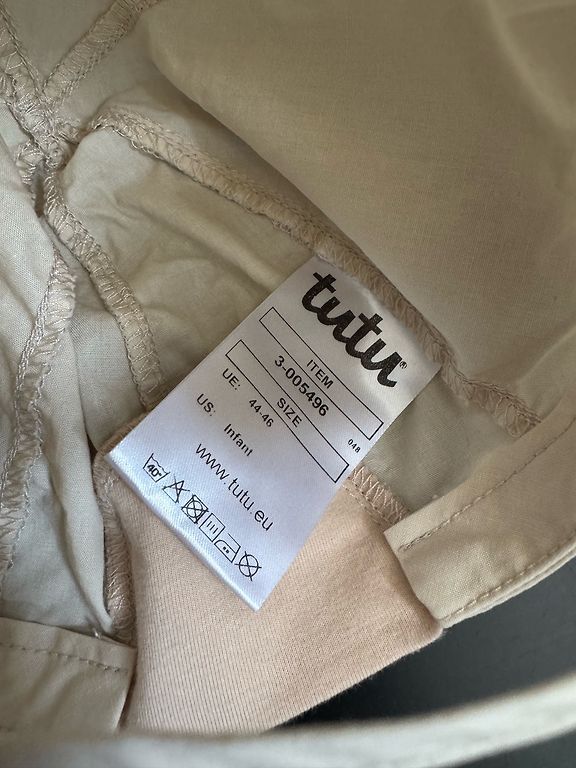 tutu®
ITEM
3-005496
SIZE
048
UE: 44-46
US: Infant
www.tutu.eu
40°